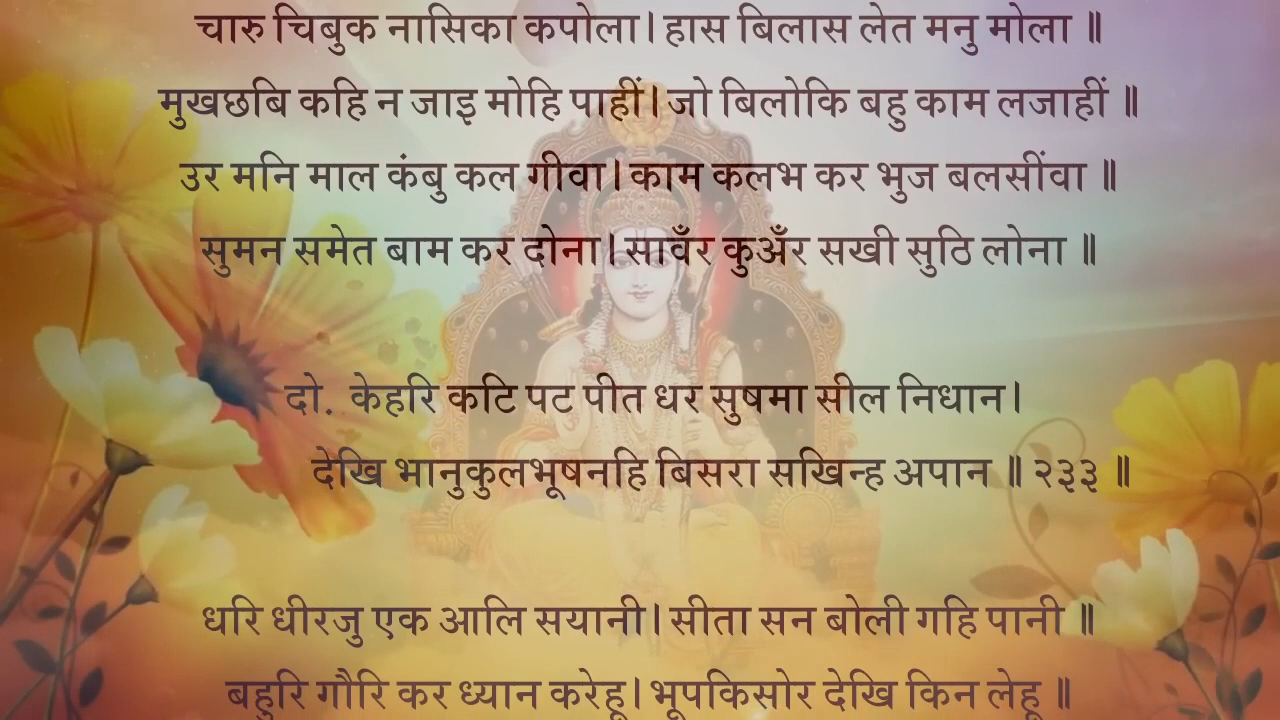 चारु चिबुक नासिका कपोला। हास बिलास लेत मनु मोला ॥
मुखछबि कहि न जाइ मोहि पाहीं। जो बिलोकि बहु काम लजाहीं ॥
उर मनि माल कंबु कल गीवा। काम कलभ कर भुज बलसींवा ॥
सुमन समेत बाम कर दोना। सावँर कुअँर सखी सुठि लोना ॥
दो. केहरि कटि पट पीत धर सुषमा सील निधान।
देखि भानुकुलभूषनहि बिसरा सखिन्ह अपान ॥ २३३ ॥
धरि धीरजु एक आलि सयानी। सीता सन बोली गहि पानी ॥
बहुरि गौरि कर ध्यान करेहू। भूपकिसोर देखि किन लेहू ॥